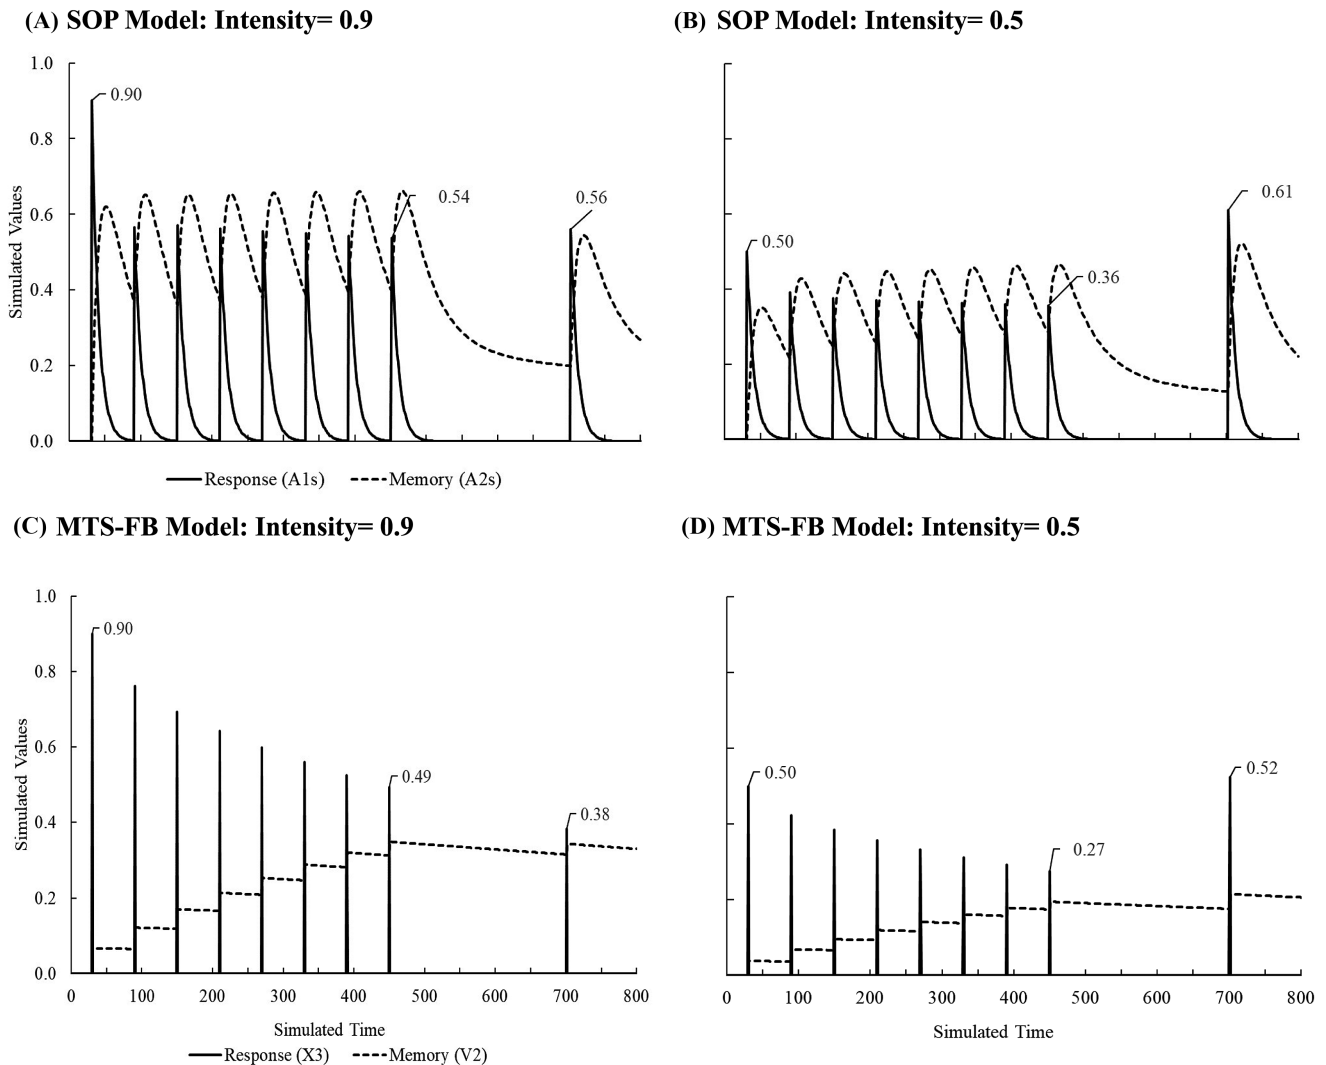 (A) SOP Model: Intensity= 0.9
(B) SOP Model: Intensity= 0.5
1.0
0.8
0.6
0.4
0.2
0.0
Simulated Values
0.90
0.54
0.56
0.50
0.36
0.61
Response (A1s) Memory (A2s)
(C) MTS-FB Model: Intensity= 0.9
(D) MTS-FB Model: Intensity= 0.5
1.0
0.8
0.6
0.4
0.2
0.0
Simulated Values
0.90
0.49
0.38
0.50
0.27
0.52
0 100 200 300 400 500 600 700 800
0 100 200 300 400 500 600 700 800
Simulated Time
Simulated Time
Response (X3) Memory (V2)